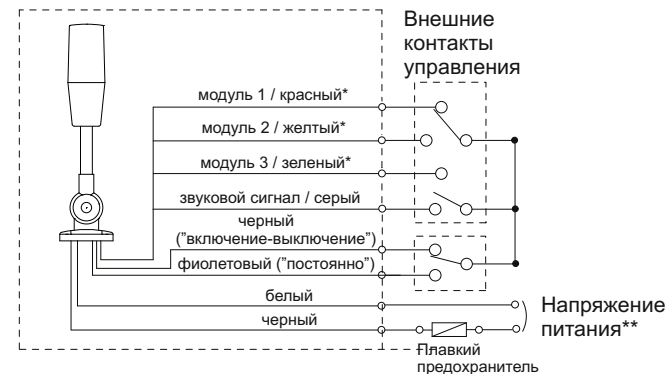 Внешние
контакты
управления
модуль 1 / красный*
модуль 2 / желтый*
модуль 3 / зеленый*
звуковой сигнал / серый
черный
("включение-выключение")
фиолетовый ("постоянно")
белый
черный
Напряжение
питания**
Плавкий
предохранитель